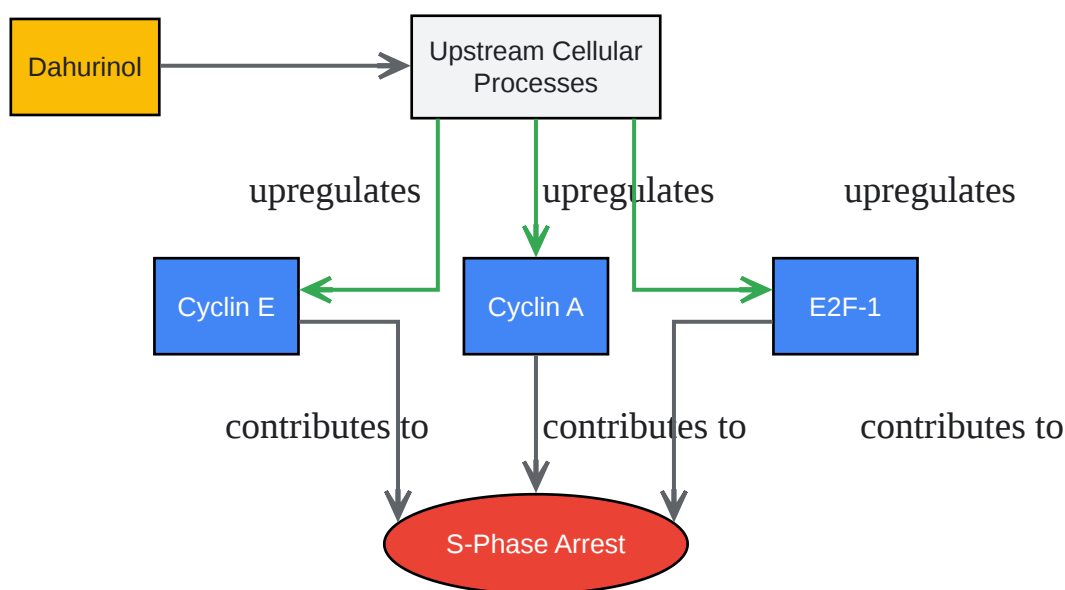 Dahurinol
Upstream Cellular
Processes
upregulates
upregulates
upregulates
Cyclin E
Cyclin A
E2F-1
contributes to
contributes to
contributes to
S-Phase Arrest